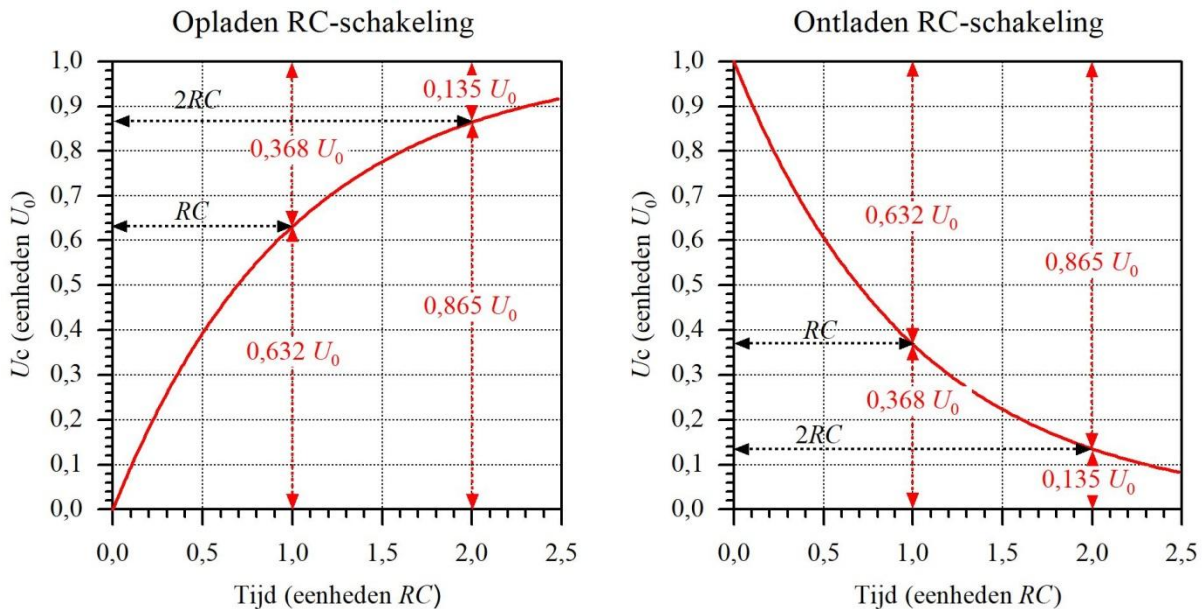 Opladen RC-schakeling
Uc (eenheden U₀)
1,0
0,9
0,8
0,7
0,6
0,5
0,4
0,3
0,2
0,1
0,0
0,135 U₀
2RC
0,368 U₀
RC
0,865 U₀
0,632 U₀
0,0 0,5 1,0 1,5 2,0 2,5
Tijd (eenheden RC)
Ontladen RC-schakeling
Uc (eenheden U₀)
1,0
0,9
0,8
0,7
0,6
0,5
0,4
0,3
0,2
0,1
0,0
0,632 U₀
0,865 U₀
RC
0,368 U₀
2RC
0,135 U₀
0,0 0,5 1,0 1,5 2,0 2,5
Tijd (eenheden RC)